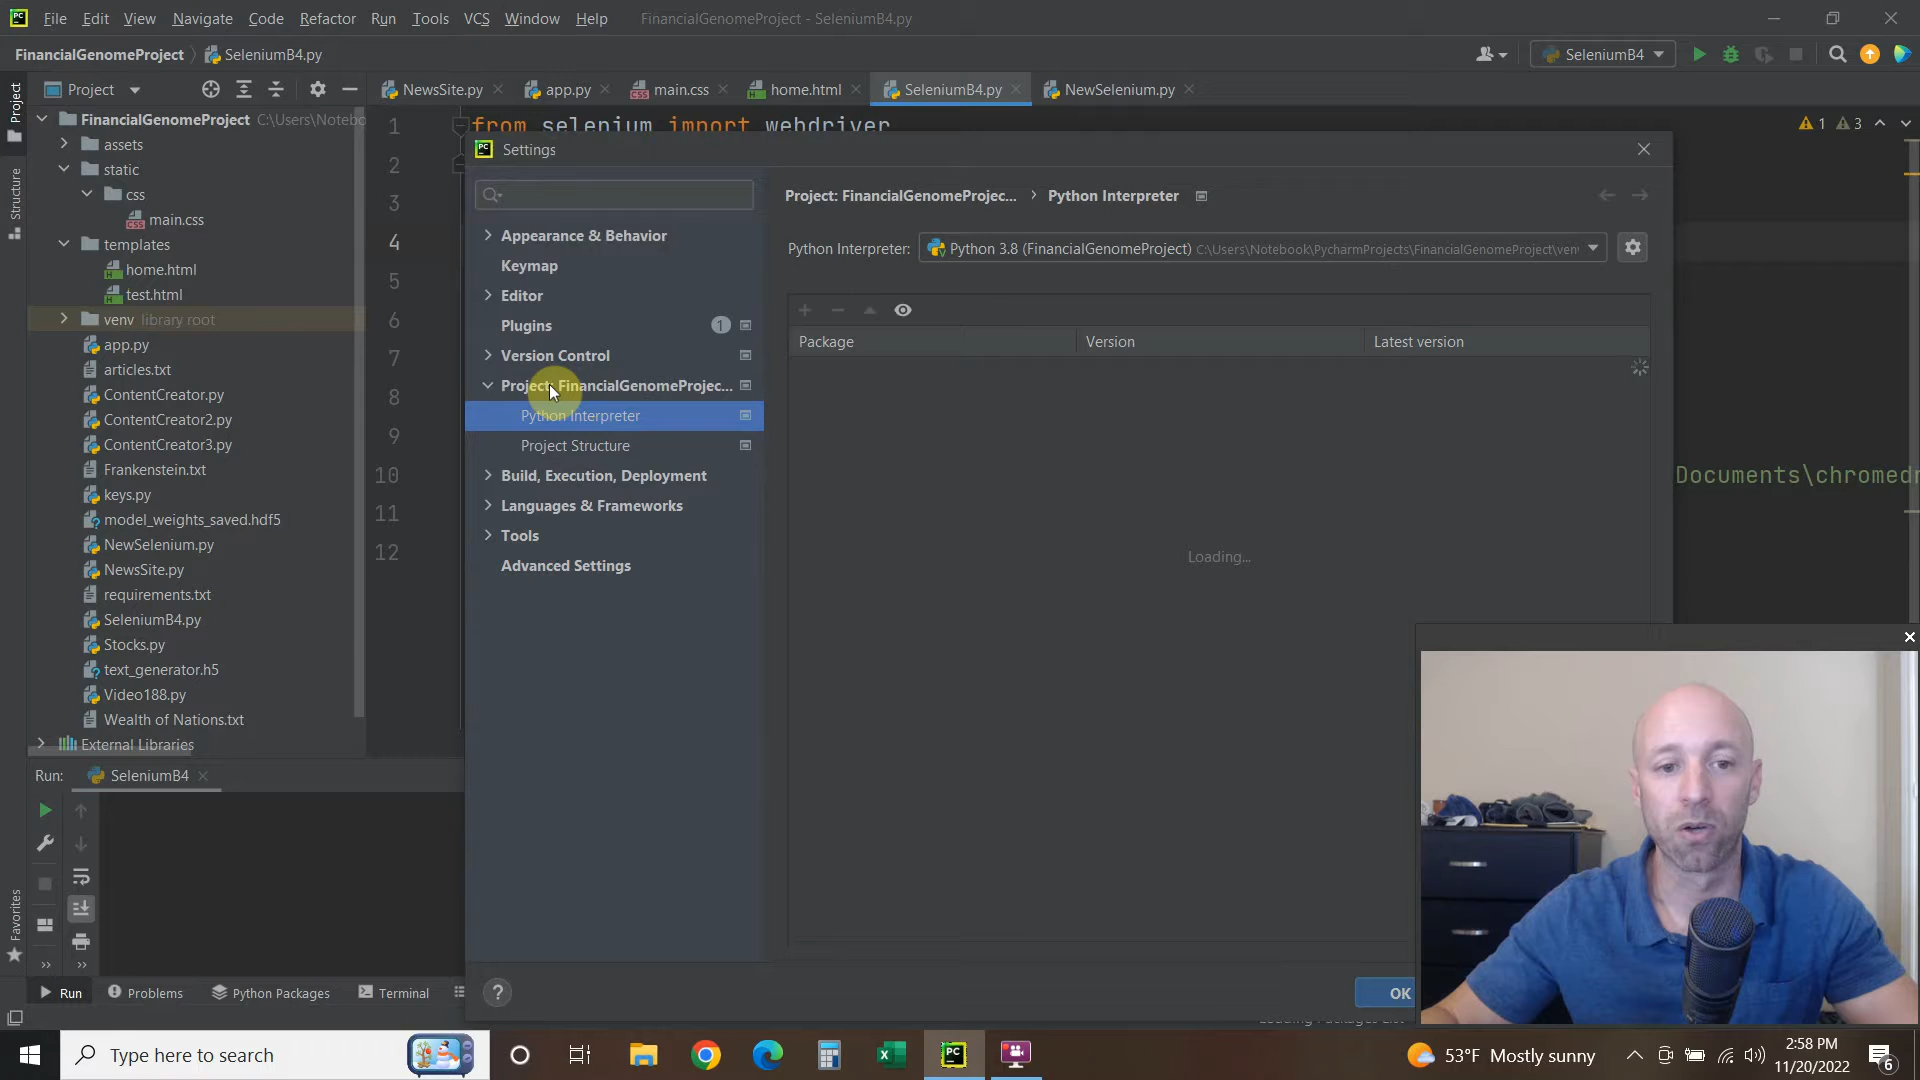 File Edit View Navigate Code Refactor Run Tools VCS Window Help FinancialGenomeProject - SeleniumB4.py
FinancialGenomeProject SeleniumB4.py SeleniumB4
Project NewsSite.py app.py main.css home.html SeleniumB4.py NewSelenium.py
Project
Structure
Favorites
FinancialGenomeProject C:\Users\Notebo
assets
static
css
main.css
templates
home.html
test.html
venv library root
app.py
articles.txt
ContentCreator.py
ContentCreator2.py
ContentCreator3.py
Frankenstein.txt
keys.py
model_weights_saved.hdf5
NewSelenium.py
NewsSite.py
requirements.txt
SeleniumB4.py
Stocks.py
text_generator.h5
Video188.py
Wealth of Nations.txt
External Libraries
1 from selenium import webdriver
2
3
4
5
6
7
8
9
10
11
12
1 3
Documents\chromedr
Settings
Appearance & Behavior
Keymap
Editor
Plugins 1
Version Control
Project: FinancialGenomeProjec...
Python Interpreter
Project Structure
Build, Execution, Deployment
Languages & Frameworks
Tools
Advanced Settings
Project: FinancialGenomeProjec... › Python Interpreter
Python Interpreter: Python 3.8 (FinancialGenomeProject) C:\Users\Notebook\PycharmProjects\FinancialGenomeProject\ven
Package Version Latest version
Loading...
? OK
Run: SeleniumB4
Run Problems Python Packages Terminal
Type here to search
53°F Mostly sunny
2:58 PM
11/20/2022
6